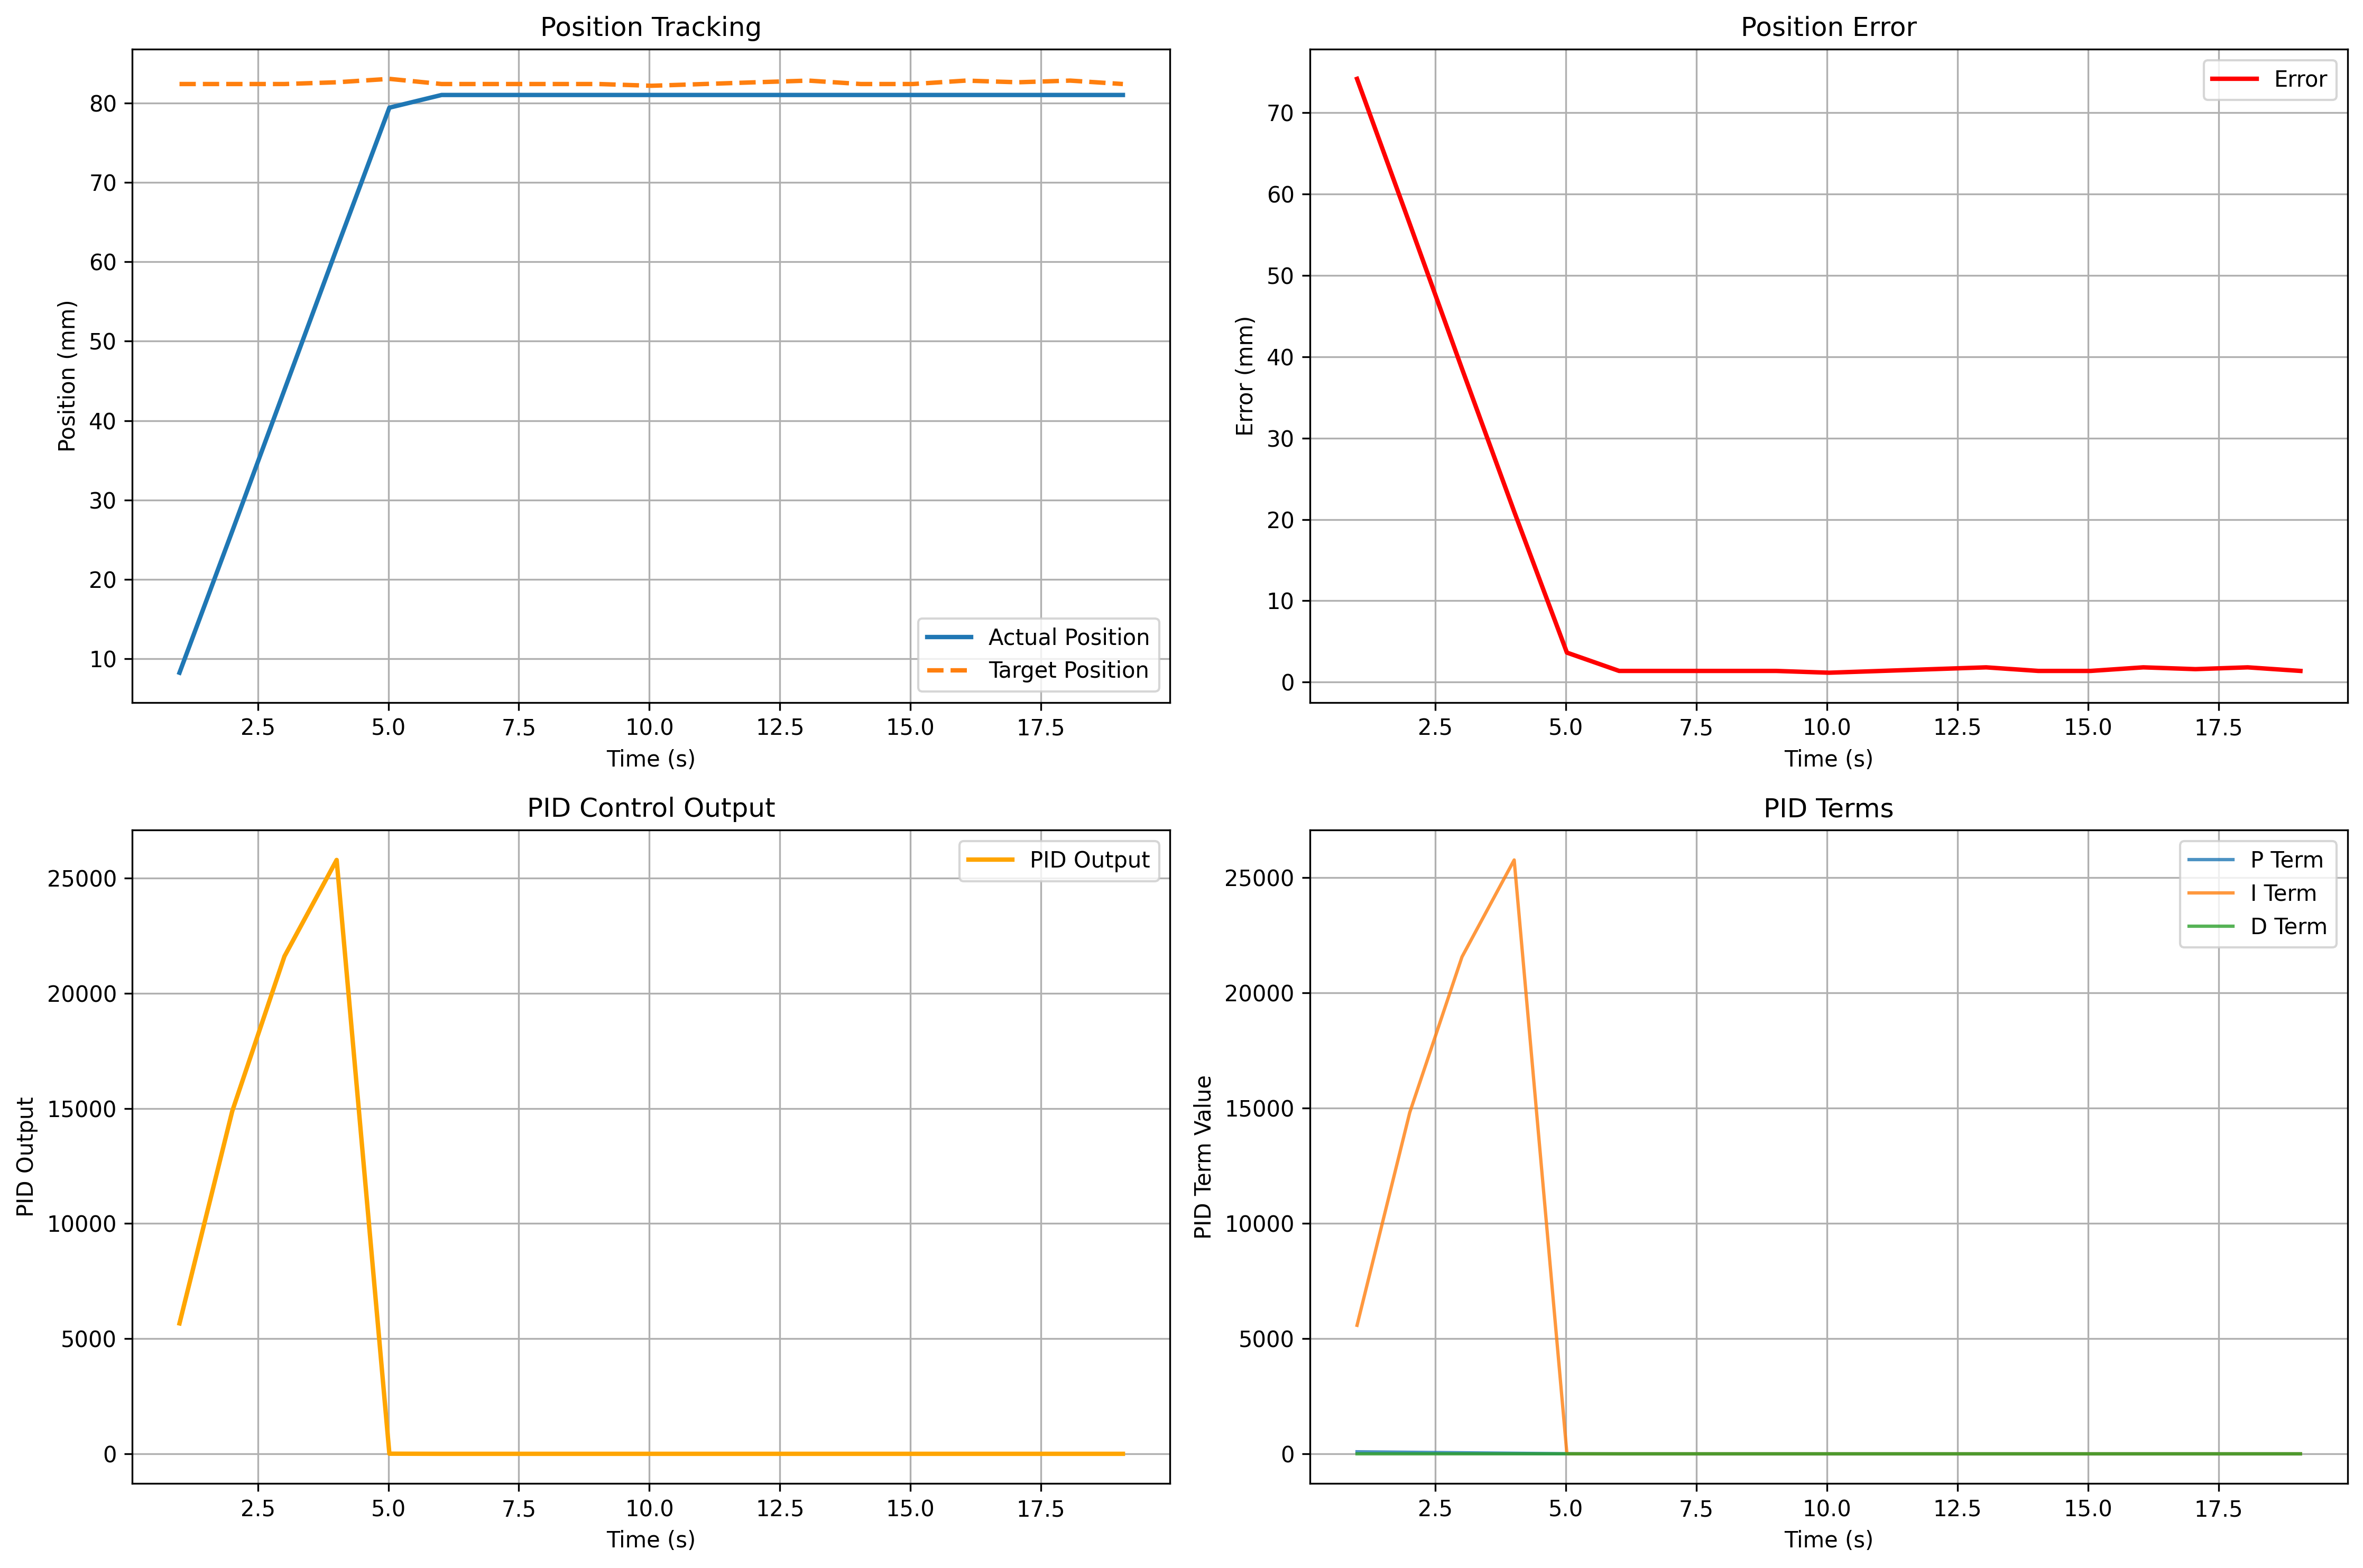 Position Tracking
Position (mm)
80
70
60
50
40
30
20
10
Actual Position
Target Position
2.5 5.0 7.5 10.0 12.5 15.0 17.5
Time (s)
Position Error
Error (mm)
70
60
50
40
30
20
10
0
Error
2.5 5.0 7.5 10.0 12.5 15.0 17.5
Time (s)
PID Control Output
PID Output
25000
20000
15000
10000
5000
0
PID Output
2.5 5.0 7.5 10.0 12.5 15.0 17.5
Time (s)
PID Terms
PID Term Value
25000
20000
15000
10000
5000
0
P Term
I Term
D Term
2.5 5.0 7.5 10.0 12.5 15.0 17.5
Time (s)